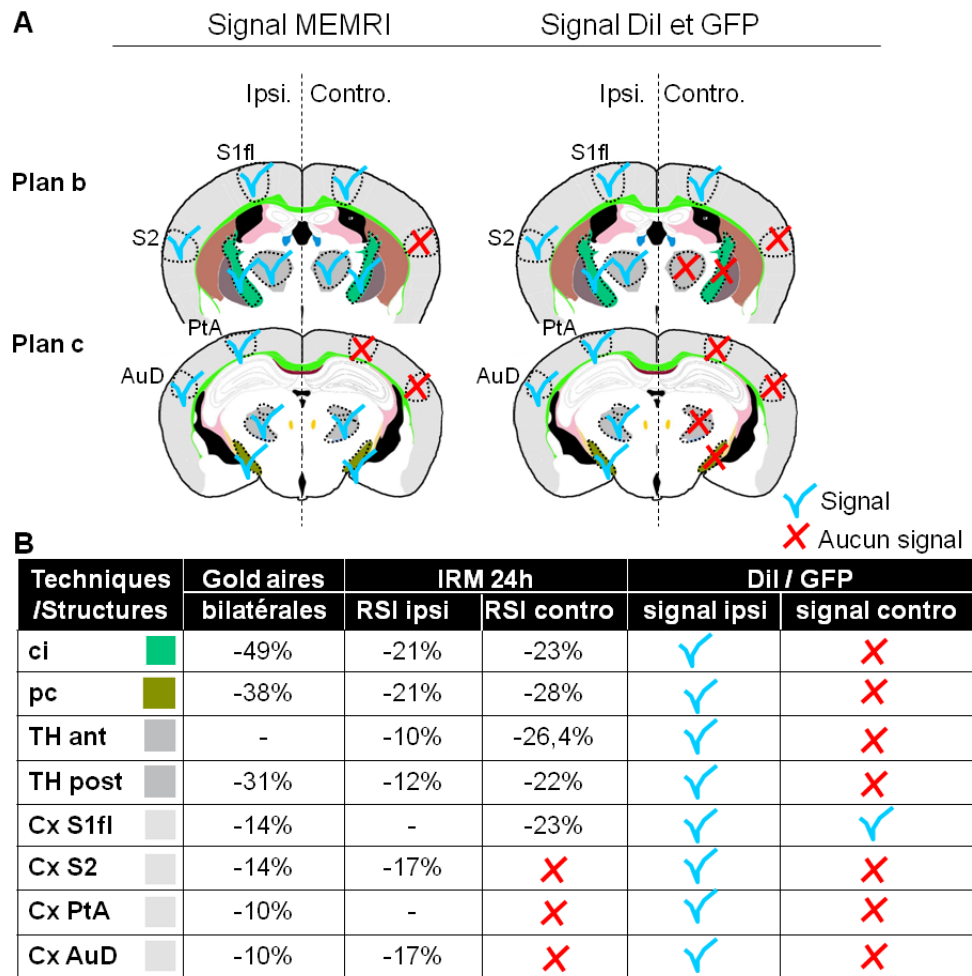 A
Signal MEMRI Signal DiI et GFP
Ipsi. Contro. Ipsi. Contro.
S1fl S1fl
Plan b
S2 S2
Plan c
PtA PtA
AuD AuD
Signal
Aucun signal
B
Techniques /Structures Gold aires bilatérales IRM 24h DiI / GFP
RSI ipsi RSI contro signal ipsi signal contro
ci -49% -21% -23%
pc -38% -21% -28%
TH ant - -10% -26,4%
TH post -31% -12% -22%
Cx S1fl -14% - -23%
Cx S2 -14% -17%
Cx PtA -10% -
Cx AuD -10% -17%